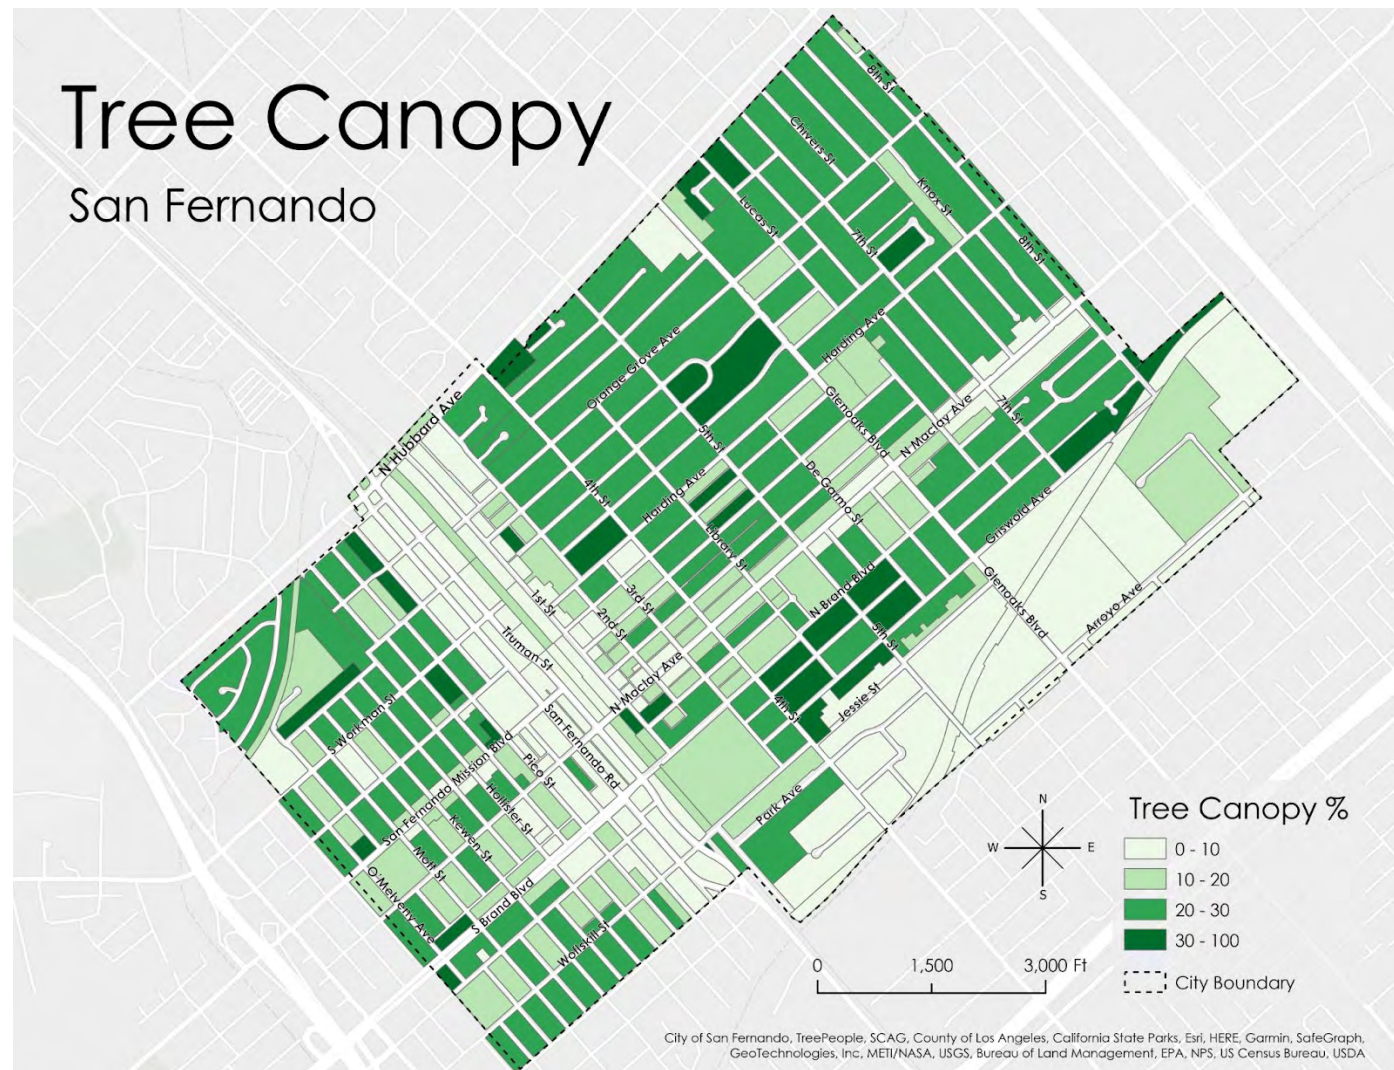 Tree Canopy
San Fernando
8th St
Chivers St
Knox St
Lucas St
7th St
8th St
Orange Grove Ave
Harding Ave
N Hubbard Ave
Glenoaks Blvd
N Maclay Ave
7th St
5th St
4th St
Harding Ave
De Garmo St
Library St
Griswold Ave
3rd St
1st St
2nd St
N Brand Blvd
Glenoaks Blvd
Arroyo Ave
5th St
Truman St
N Maclay Ave
4th St
Jessie St
S Workman St
San Fernando Rd
San Fernando Mission Blvd
Pico St
Hollister St
Park Ave
Kewen St
Mott St
O'Melveny Ave
S Brand Blvd
Wolfskill St
N
W
E
S
Tree Canopy %
0 - 10
10 - 20
20 - 30
30 - 100
City Boundary
0 1,500 3,000 Ft
City of San Fernando, TreePeople, SCAG, County of Los Angeles, California State Parks, Esri, HERE, Garmin, SafeGraph,
GeoTechnologies, Inc, METI/NASA, USGS, Bureau of Land Management, EPA, NPS, US Census Bureau, USDA